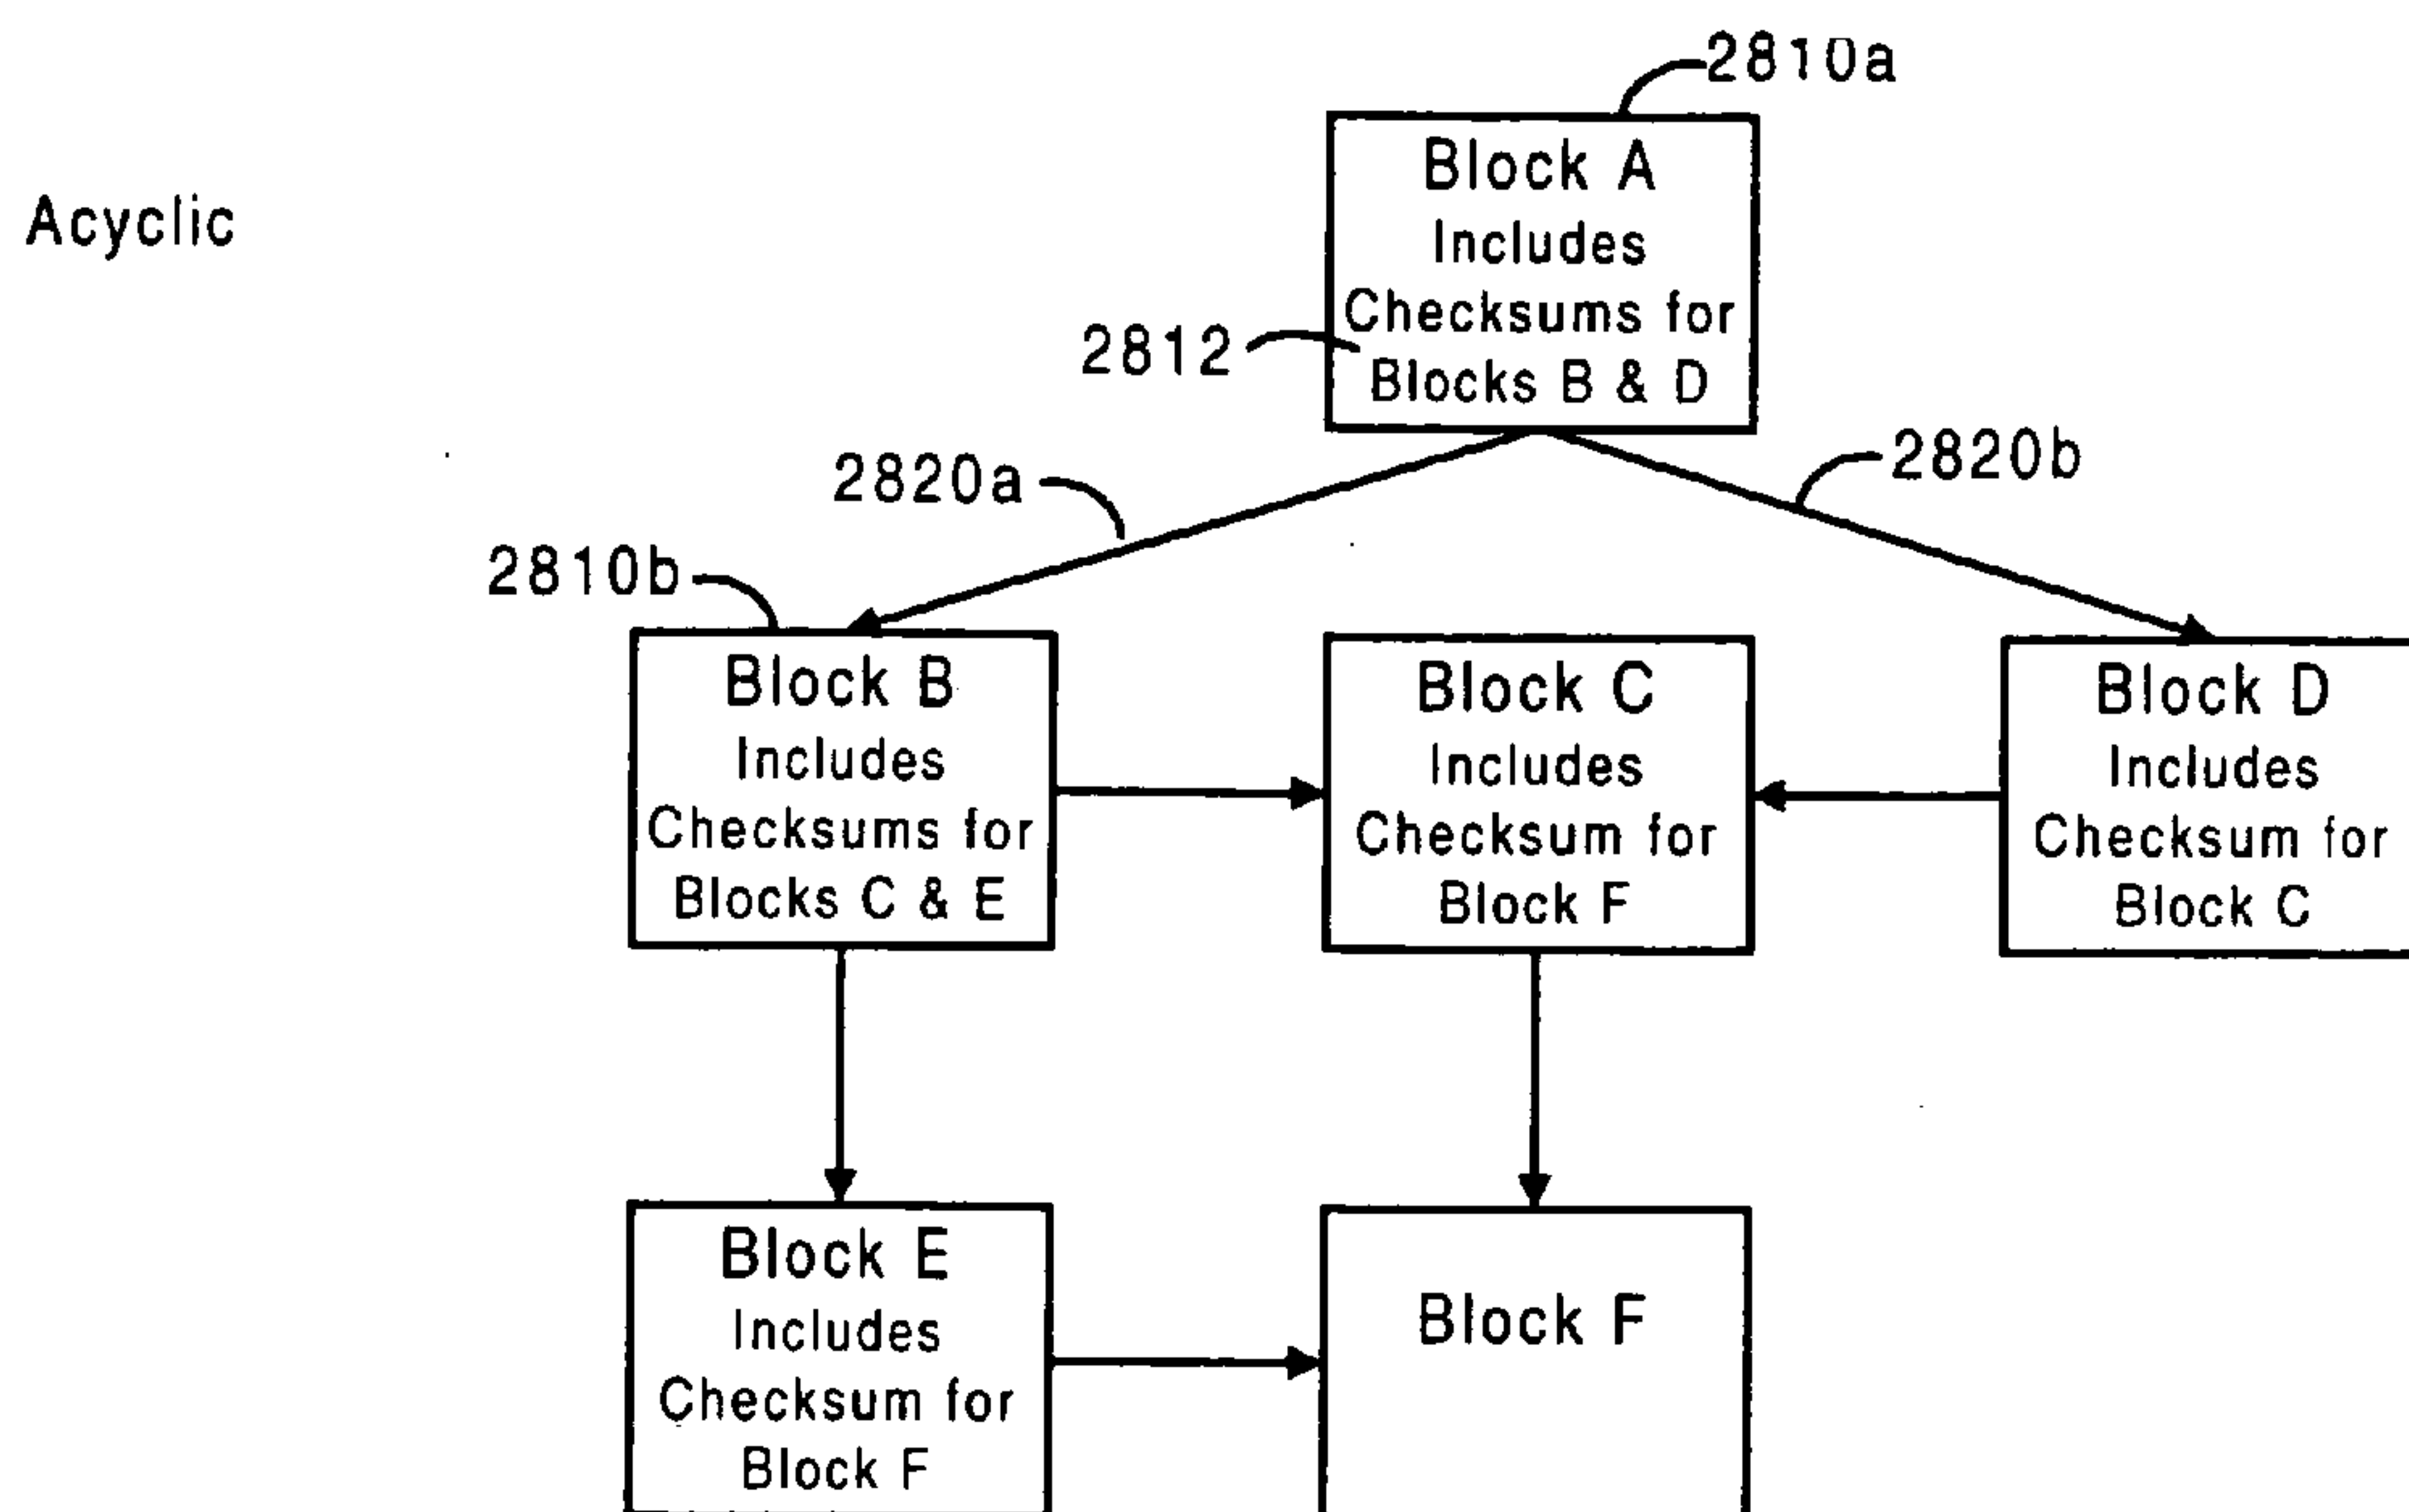 2810a
Acyclic
Block A
Includes
Checksums for
Blocks B & D
2812
2820a
2820b
2810b
Block B
Includes
Checksums for
Blocks C & E
Block C
Includes
Checksum for
Block F
Block D
Includes
Checksum for
Block C
Block E
Includes
Checksum for
Block F
Block F